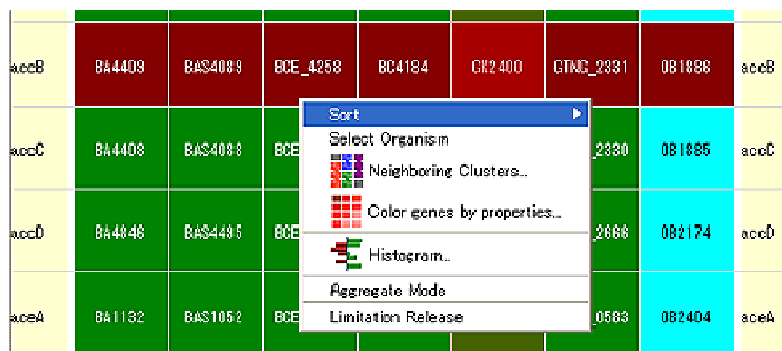 accB BA4409 BAS4089 BCE_4258 BC4184 GK2400 GTNG_2331 OB1886 accB
Sort
Select Organism
accC BA4408 BAS4088 BCE _2330 OB1885 accC
Neighboring Clusters...
Color genes by properties...
accD BA4846 BAS4495 BCE _2666 OB2174 accD
Histogram...
Aggregate Mode
aceA BA1132 BAS1052 BCE Limitation Release _0583 OB2404 aceA